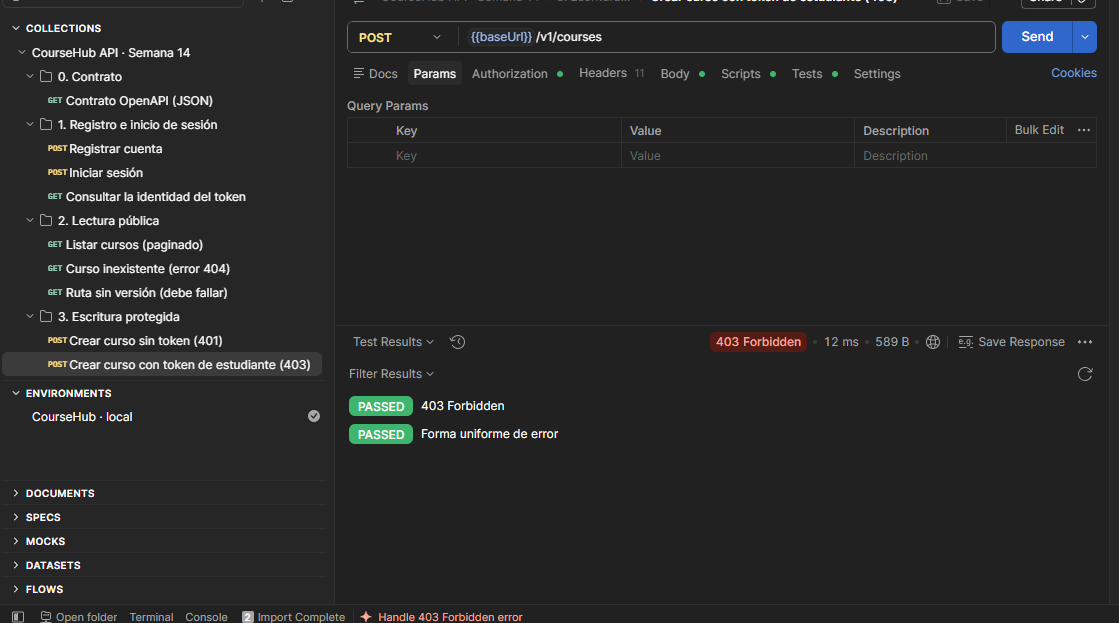 COLLECTIONS
CourseHub API · Semana 14
0. Contrato
GET Contrato OpenAPI (JSON)
1. Registro e inicio de sesión
POST Registrar cuenta
POST Iniciar sesión
GET Consultar la identidad del token
2. Lectura pública
GET Listar cursos (paginado)
GET Curso inexistente (error 404)
GET Ruta sin versión (debe fallar)
3. Escritura protegida
POST Crear curso sin token (401)
POST Crear curso con token de estudiante (403)
ENVIRONMENTS
CourseHub · local
DOCUMENTS
SPECS
MOCKS
DATASETS
FLOWS
POST {{baseUrl}} /v1/courses Send
Docs Params Authorization Headers 11 Body Scripts Tests Settings Cookies
Query Params
Key Value Description Bulk Edit
Key Value Description
Test Results 403 Forbidden 12 ms 589 B e.g. Save Response
Filter Results
PASSED 403 Forbidden
PASSED Forma uniforme de error
Open folder Terminal Console 2 Import Complete Handle 403 Forbidden error